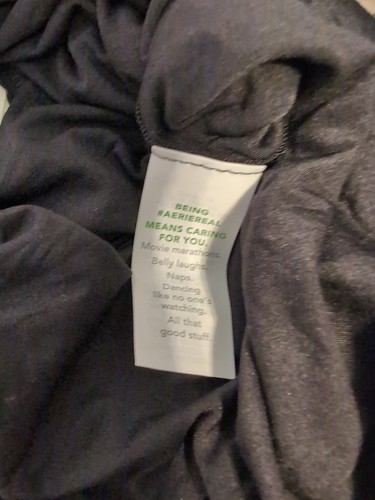 BEING
#AERIEREAL
MEANS CARING
FOR YOU.
Movie marathons.
Belly laughs.
Naps.
Dancing
like no one's
watching.
All that
good stuff.